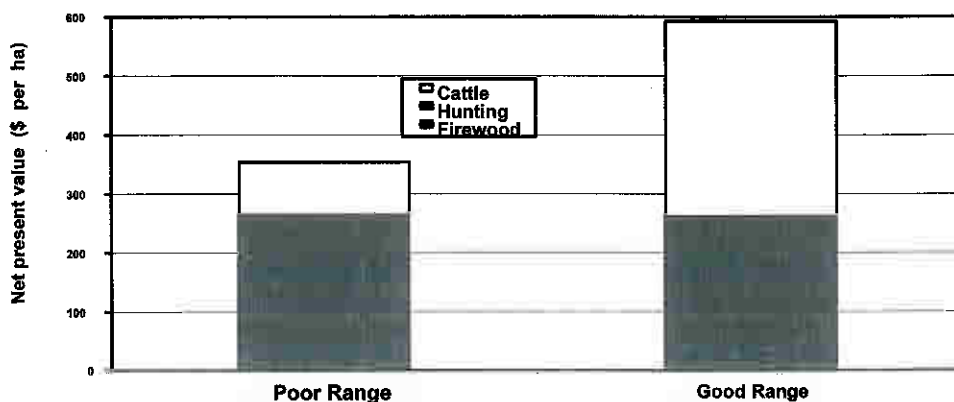 Net present value ($ per ha)
600
500
400
300
200
100
0
Cattle
Hunting
Firewood
Poor Range
Good Range